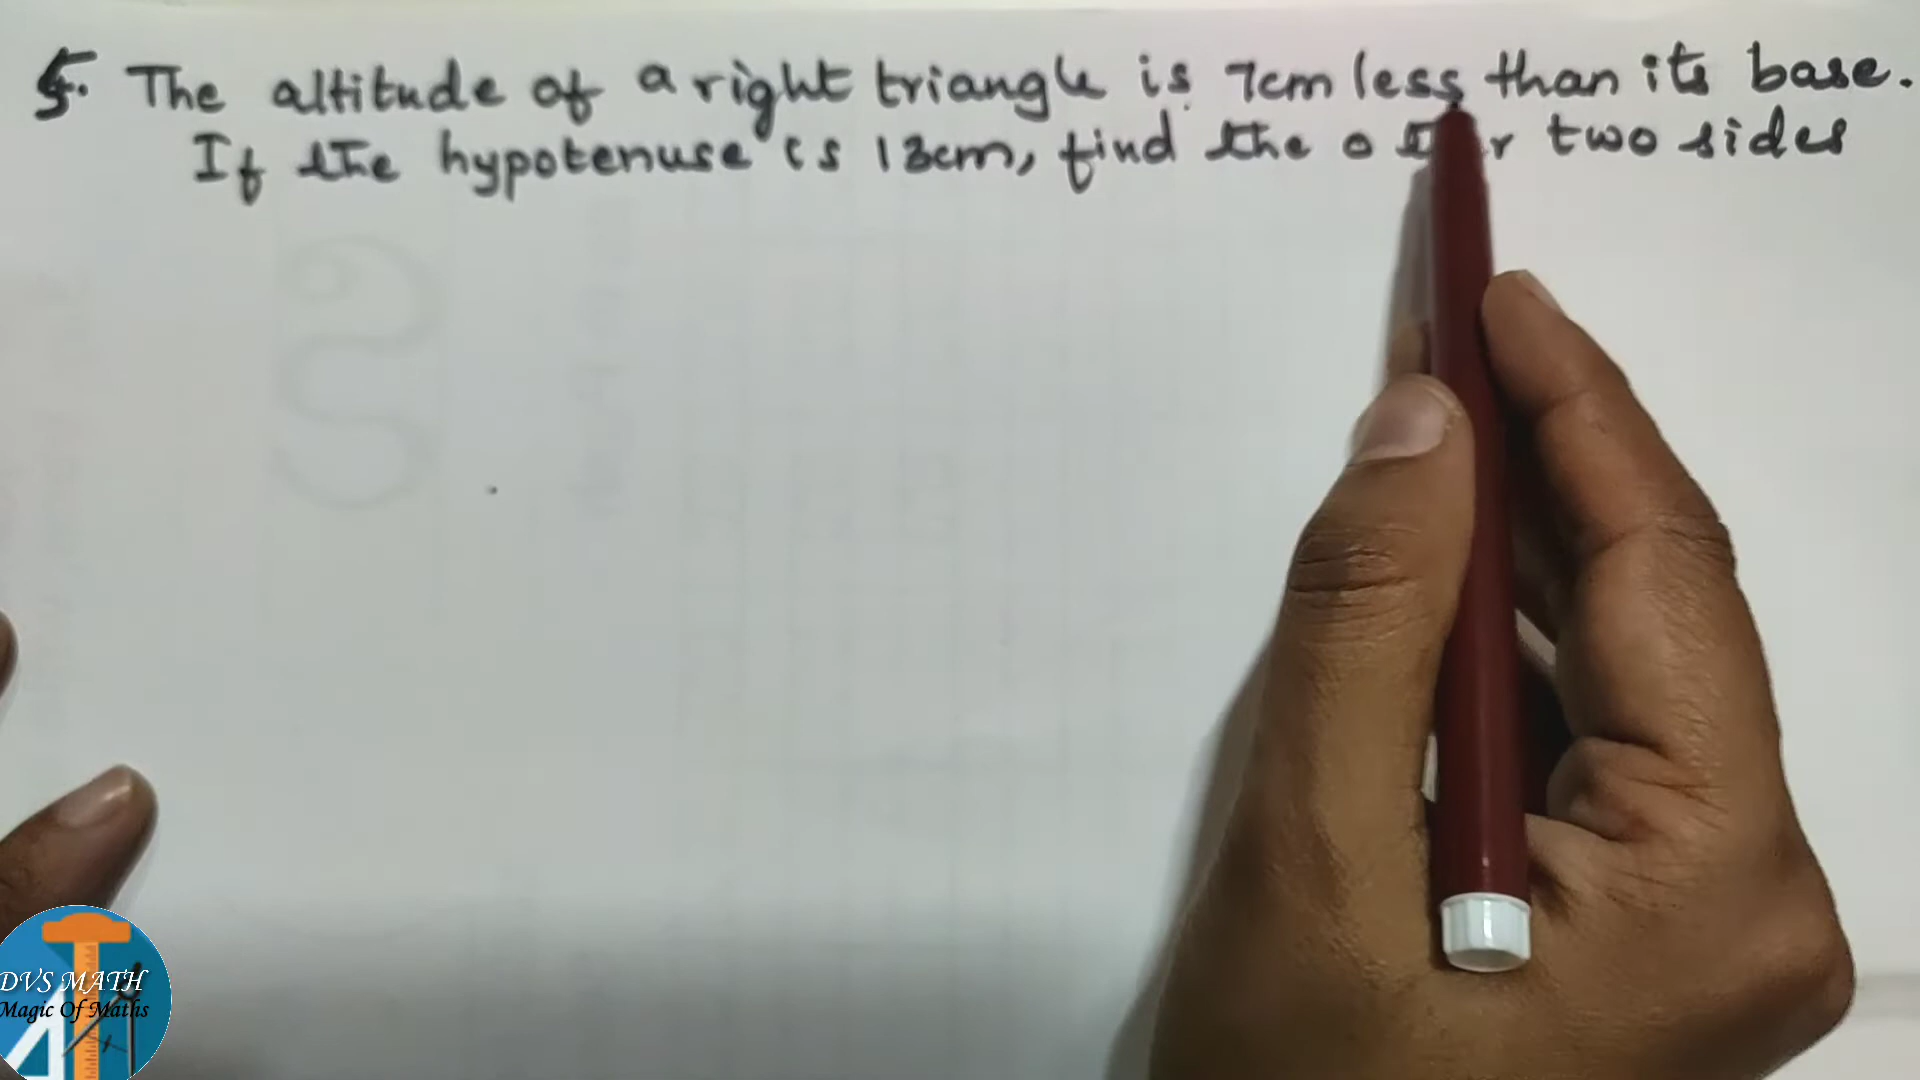 5. The altitude of a right triangle is 7cm less than its base.
If the hypotenuse is 13cm, find the two sides
DVS MATH
Magic Of Maths